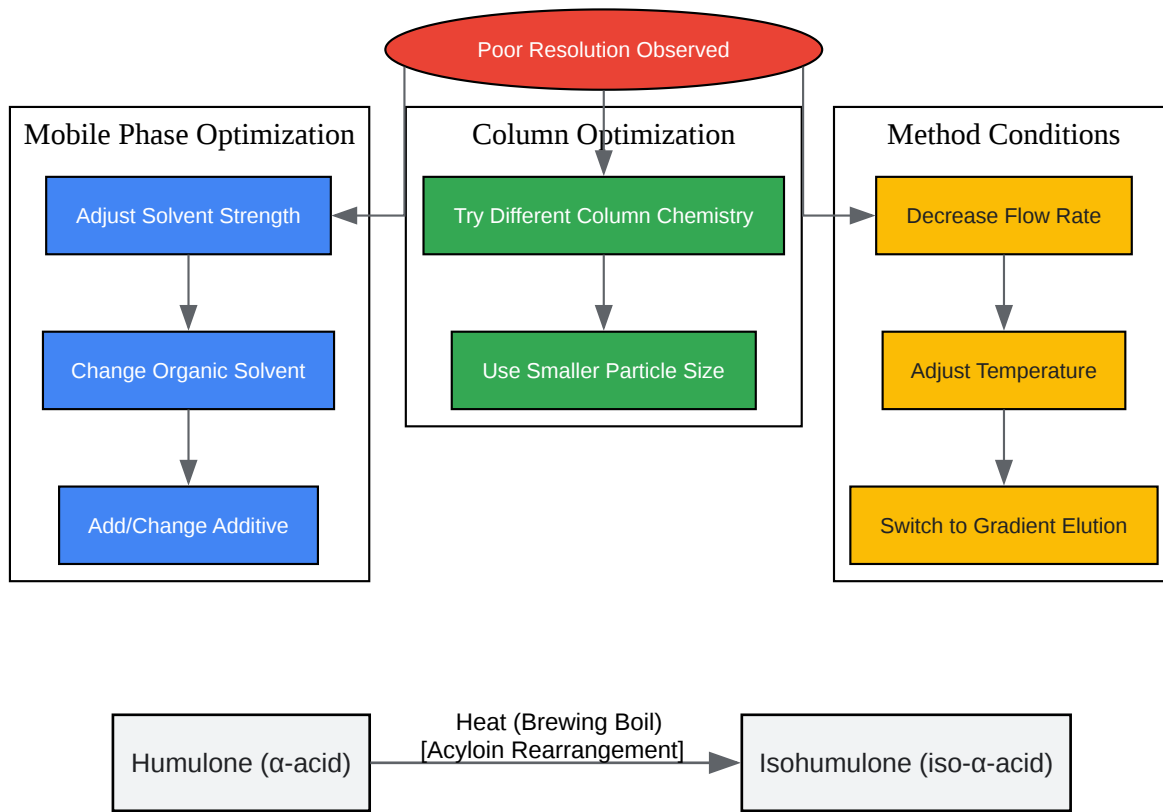 Poor Resolution Observed
Mobile Phase Optimization
Adjust Solvent Strength
Change Organic Solvent
Add/Change Additive
Column Optimization
Try Different Column Chemistry
Use Smaller Particle Size
Method Conditions
Decrease Flow Rate
Adjust Temperature
Switch to Gradient Elution
Humulone (α-acid)
Heat (Brewing Boil)
[Acyloin Rearrangement]
Isohumulone (iso-α-acid)